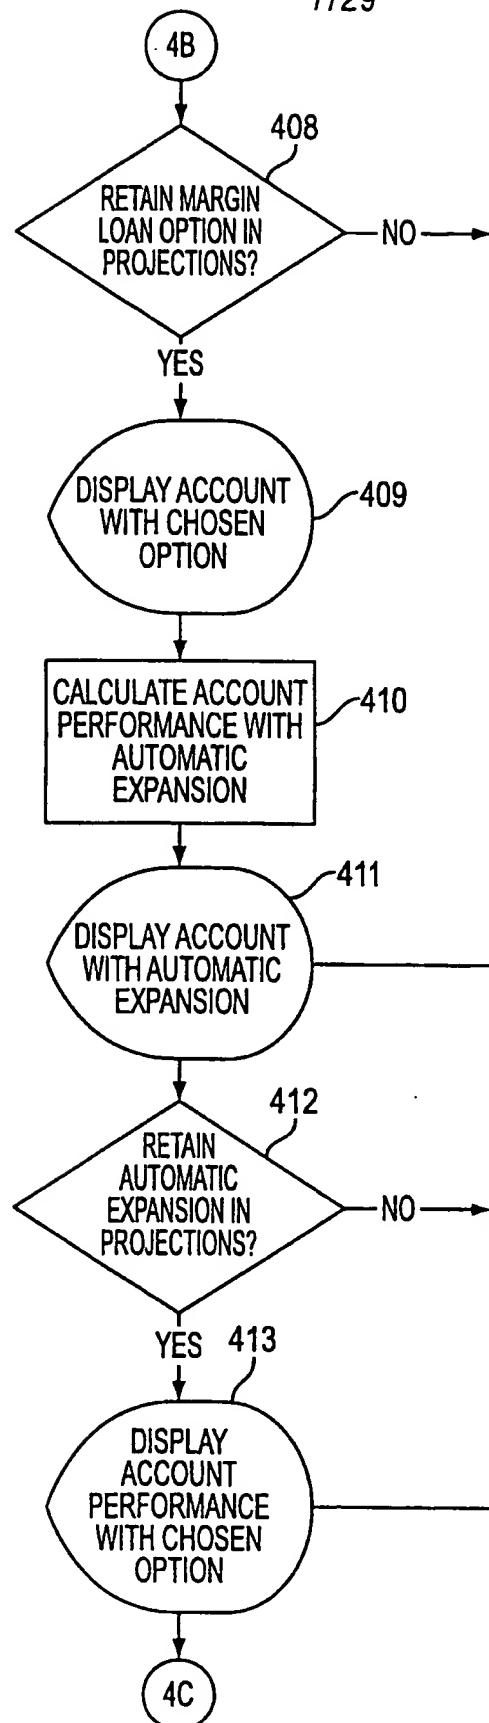 7/29
4B
408
RETAIN MARGIN
LOAN OPTION IN
PROJECTIONS?
NO
YES
DISPLAY ACCOUNT
WITH CHOSEN
OPTION
409
CALCULATE ACCOUNT
PERFORMANCE WITH
AUTOMATIC
EXPANSION
410
411
DISPLAY ACCOUNT
WITH AUTOMATIC
EXPANSION
412
RETAIN
AUTOMATIC
EXPANSION IN
PROJECTIONS?
NO
YES
413
DISPLAY
ACCOUNT
PERFORMANCE
WITH CHOSEN
OPTION
4C